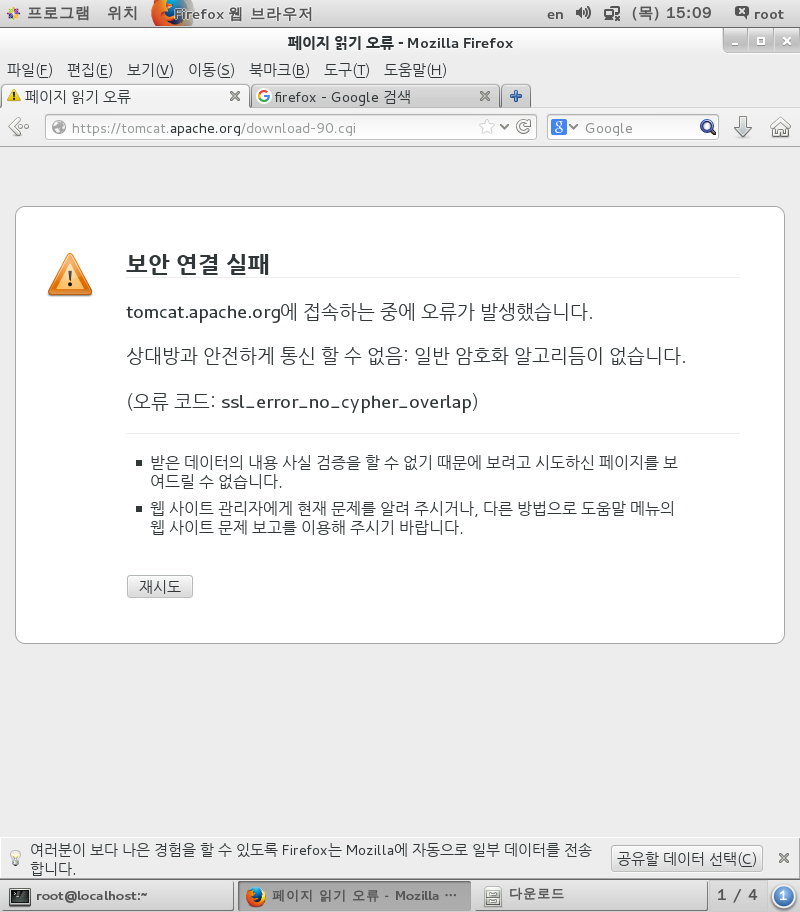 프로그램 위치 Firefox 웹 브라우저 en (목) 15:09 root
페이지 읽기 오류 - Mozilla Firefox
파일(F) 편집(E) 보기(V) 이동(S) 북마크(B) 도구(T) 도움말(H)
페이지 읽기 오류 firefox - Google 검색
https://tomcat.apache.org/download-90.cgi 8 Google
보안 연결 실패
tomcat.apache.org에 접속하는 중에 오류가 발생했습니다.
상대방과 안전하게 통신 할 수 없음: 일반 암호화 알고리듬이 없습니다.
(오류 코드: ssl_error_no_cypher_overlap)
받은 데이터의 내용 사실 검증을 할 수 없기 때문에 보려고 시도하신 페이지를 보
여드릴 수 없습니다.
웹 사이트 관리자에게 현재 문제를 알려 주시거나, 다른 방법으로 도움말 메뉴의
웹 사이트 문제 보고를 이용해 주시기 바랍니다.
재시도
여러분이 보다 나은 경험을 할 수 있도록 Firefox는 Mozilla에 자동으로 일부 데이터를 전송
합니다.
공유할 데이터 선택(C)
root@localhost:~ 페이지 읽기 오류 - Mozilla ··· 다운로드 1 / 4 1